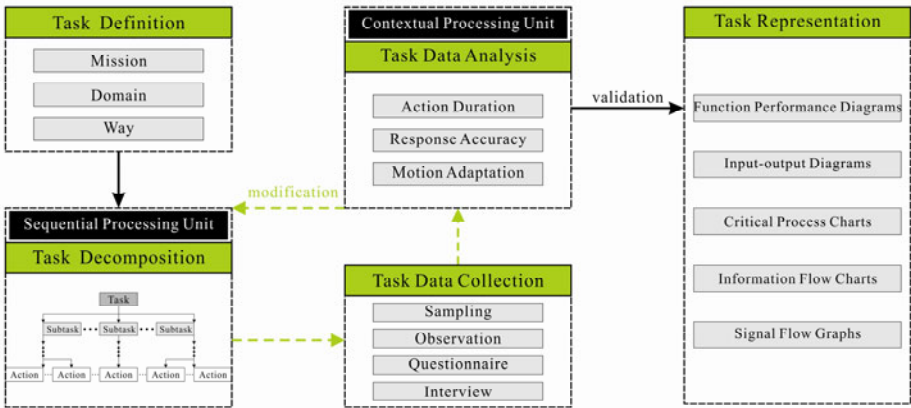 Task Definition
Mission
Domain
Way
Sequential Processing Unit
Task Decomposition
Task
Subtask
Subtask
Subtask
Action
Action
Action
Action
Action
modification
Contextual Processing Unit
Task Data Analysis
Action Duration
Response Accuracy
Motion Adaptation
Task Data Collection
Sampling
Observation
Questionnaire
Interview
validation
Task Representation
Function Performance Diagrams
Input-output Diagrams
Critical Process Charts
Information Flow Charts
Signal Flow Graphs